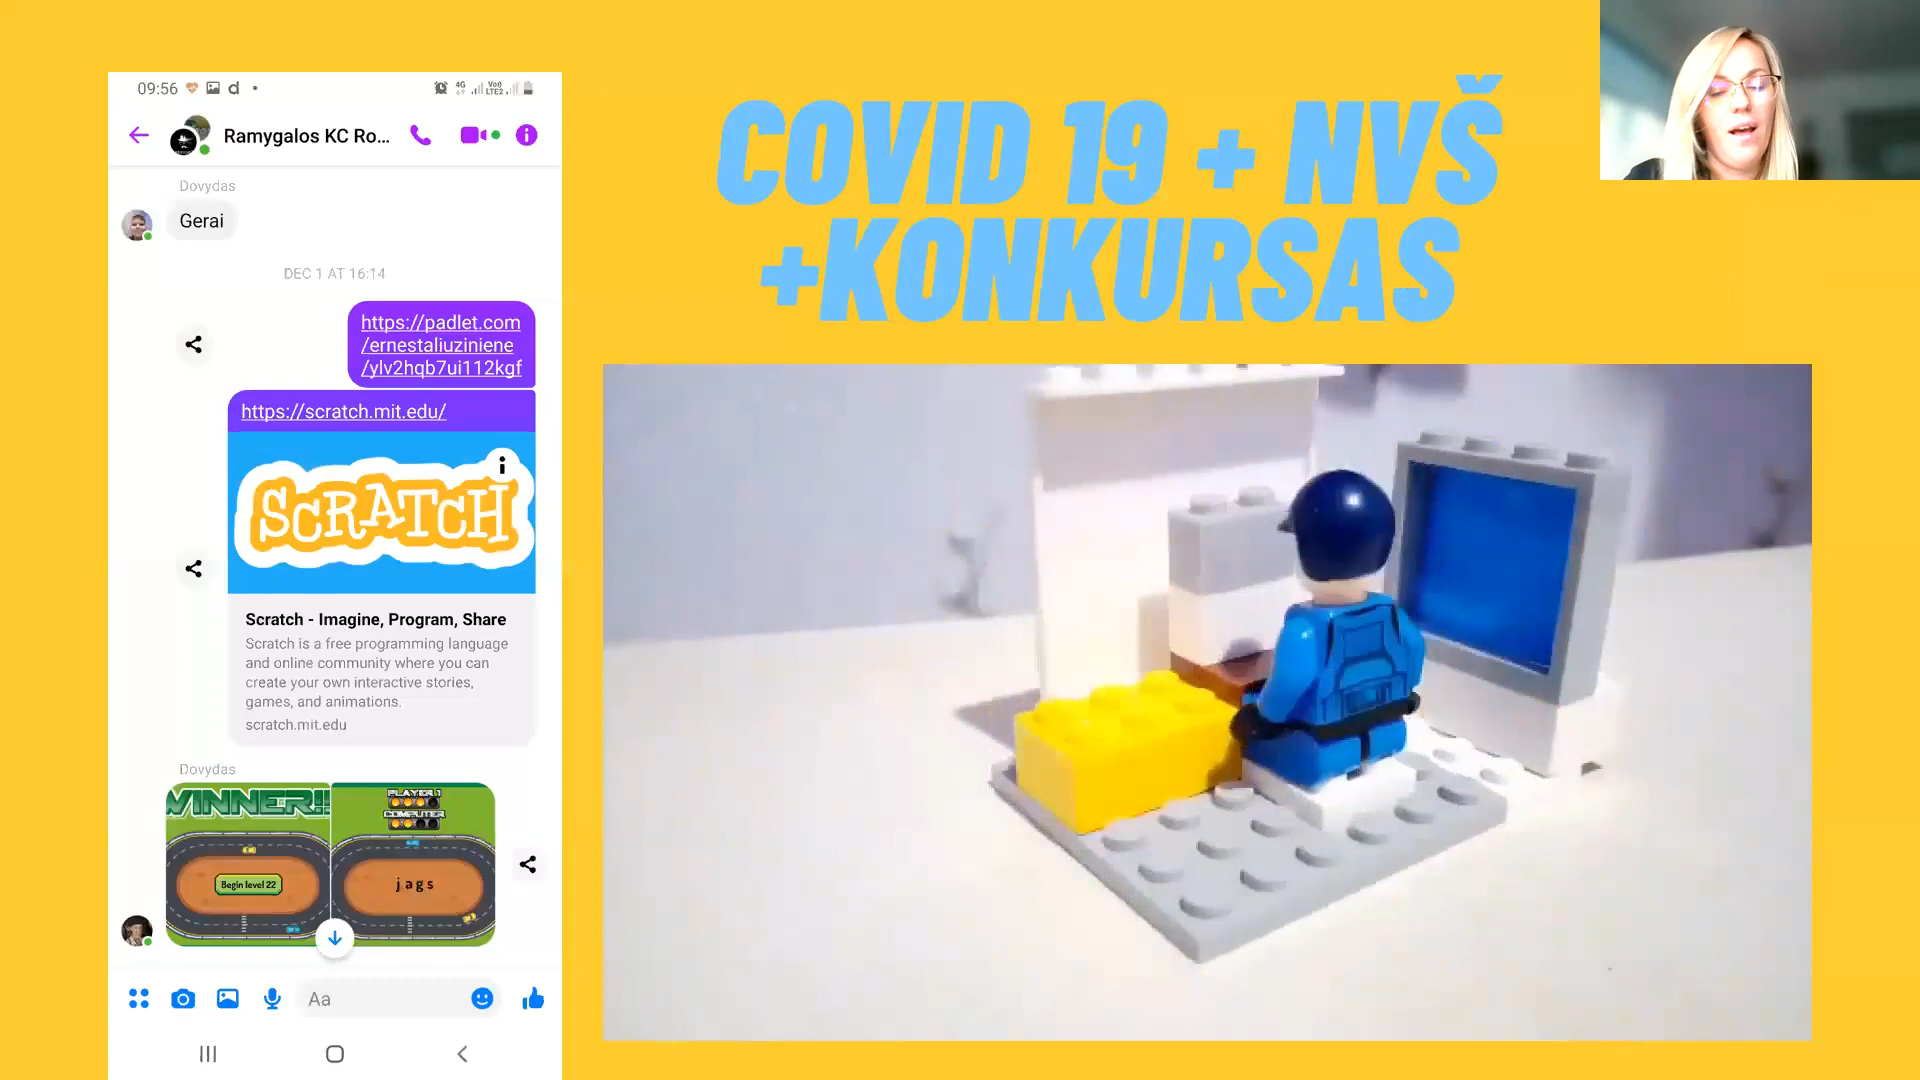 09:56
4G
Ramygalos KC Ro...
Dovydas
Gerai
DEC 1 AT 16:14
https://padlet.com
/ernestaliuziniene
/ylv2hqb7ui112kgf
https://scratch.mit.edu/
SCRATCH
Scratch - Imagine, Program, Share
Scratch is a free programming language
and online community where you can
create your own interactive stories,
games, and animations.
scratch.mit.edu
Dovydas
WINNER!!
Begin level 22
PLAYER 1
COMPUTER
jags
Aa
COVID 19 + NVŠ
+KONKURSAS